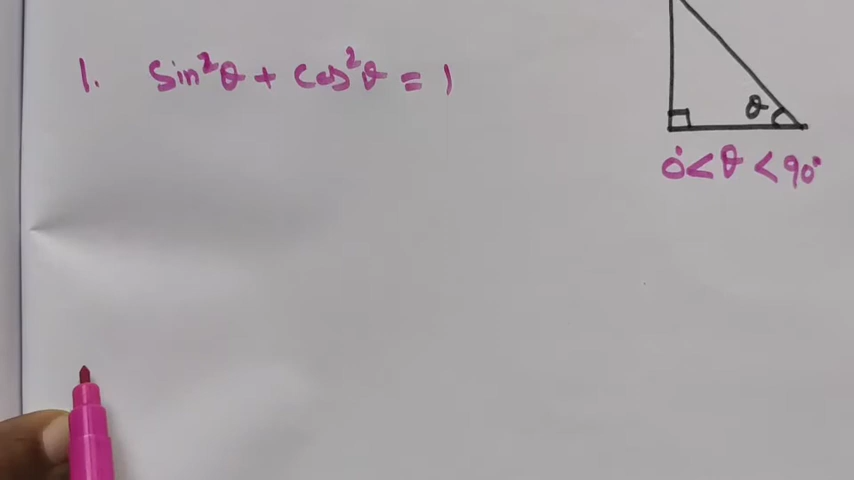 1. Sin²θ + Cos²θ = 1
θ
0° < θ < 90°